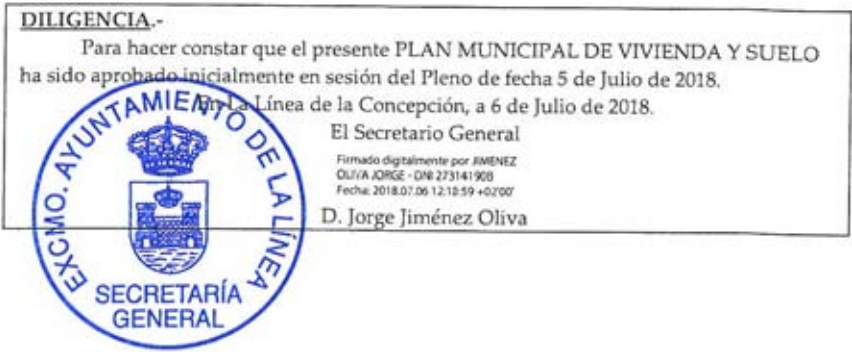 DILIGENCIA.-
Para hacer constar que el presente PLAN MUNICIPAL DE VIVIENDA Y SUELO
ha sido aprobado inicialmente en sesión del Pleno de fecha 5 de Julio de 2018.
En La Línea de la Concepción, a 6 de Julio de 2018.
El Secretario General
Firmado digitalmente por JIMENEZ
OLIVA JORGE - DNI 27314190B
Fecha: 2018.07.06 12:18:59 +02'00'
D. Jorge Jiménez Oliva
EXCMO. AYUNTAMIENTO DE LA LÍNEA
SECRETARÍA
GENERAL